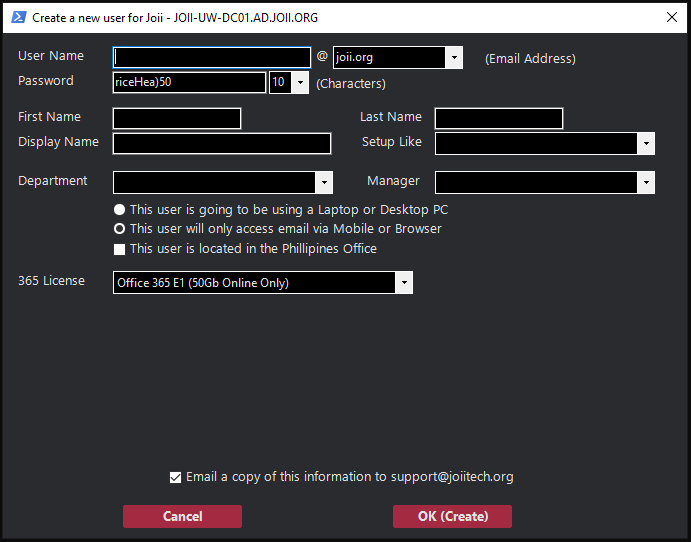 Create a new user for Joii - JOII-UW-DC01.AD.JOII.ORG
User Name @ joii.org (Email Address)
Password riceHea)50 10 (Characters)
First Name Last Name
Display Name Setup Like
Department Manager
This user is going to be using a Laptop or Desktop PC
This user will only access email via Mobile or Browser
This user is located in the Phillipines Office
365 License Office 365 E1 (50Gb Online Only)
Email a copy of this information to support@joiitech.org
Cancel OK (Create)